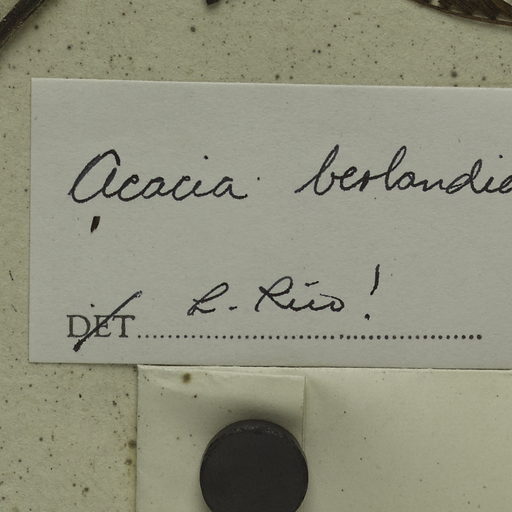 Acacia berlandie
DET L. Rico!